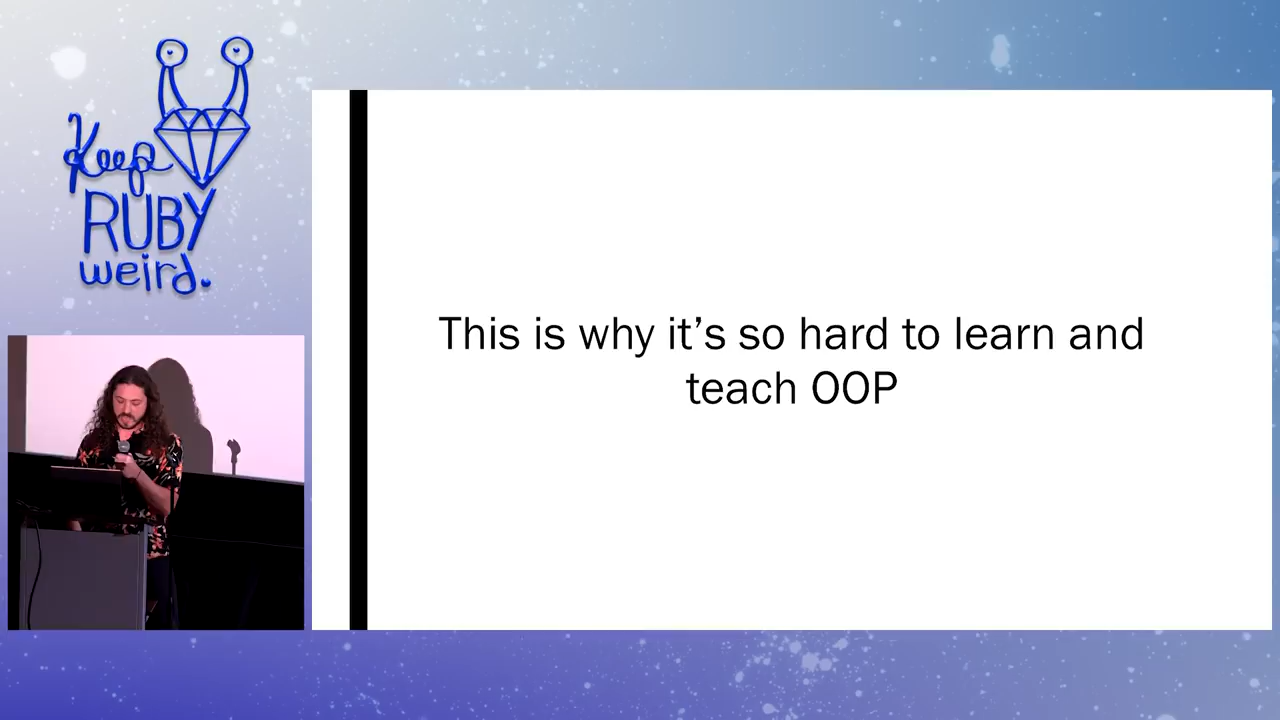 Keep
RUBY
weird.
This is why it’s so hard to learn and
teach OOP